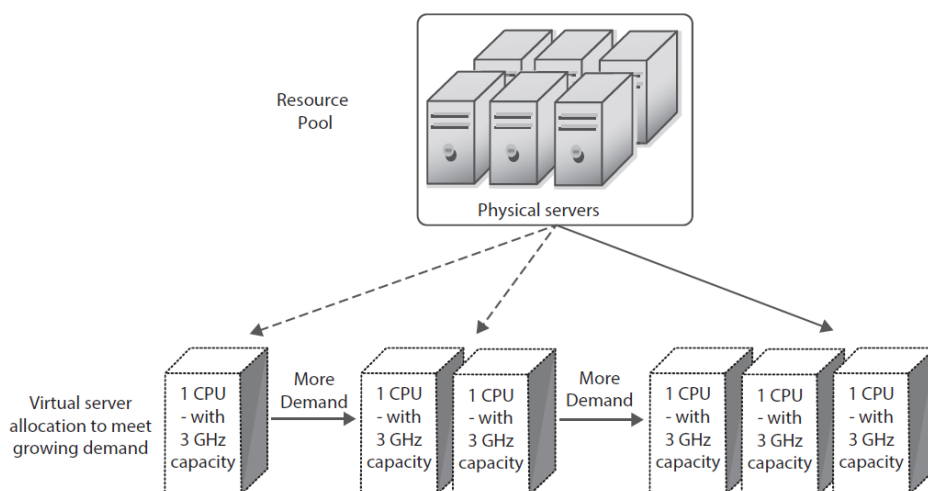 Resource
Pool
Physical servers
Virtual server
allocation to meet
growing demand
1 CPU
- with
3 GHz
capacity
More
Demand
1 CPU
- with
3 GHz
capacity
1 CPU
- with
3 GHz
capacity
More
Demand
1 CPU
- with
3 GHz
capacity
1 CPU
- with
3 GHz
capacity
1 CPU
- with
3 GHz
capacity